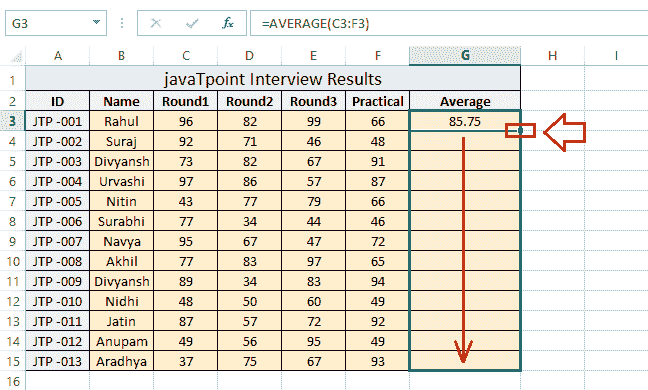 G3 fx =AVERAGE(C3:F3)
A B C D E F G H I
1 javaTpoint Interview Results
2 ID Name Round1 Round2 Round3 Practical Average
3 JTP -001 Rahul 96 82 99 66 85.75
4 JTP -002 Suraj 92 71 46 48
5 JTP -003 Divyansh 73 82 67 91
6 JTP -004 Urvashi 97 86 57 87
7 JTP -005 Nitin 43 77 79 66
8 JTP -006 Surabhi 77 34 44 46
9 JTP -007 Navya 95 67 47 72
10 JTP -008 Akhil 77 83 97 65
11 JTP -009 Divyansh 89 34 83 94
12 JTP -010 Nidhi 48 50 60 49
13 JTP -011 Jatin 87 57 72 92
14 JTP -012 Anupam 49 56 95 49
15 JTP -013 Aradhya 37 75 67 93
16